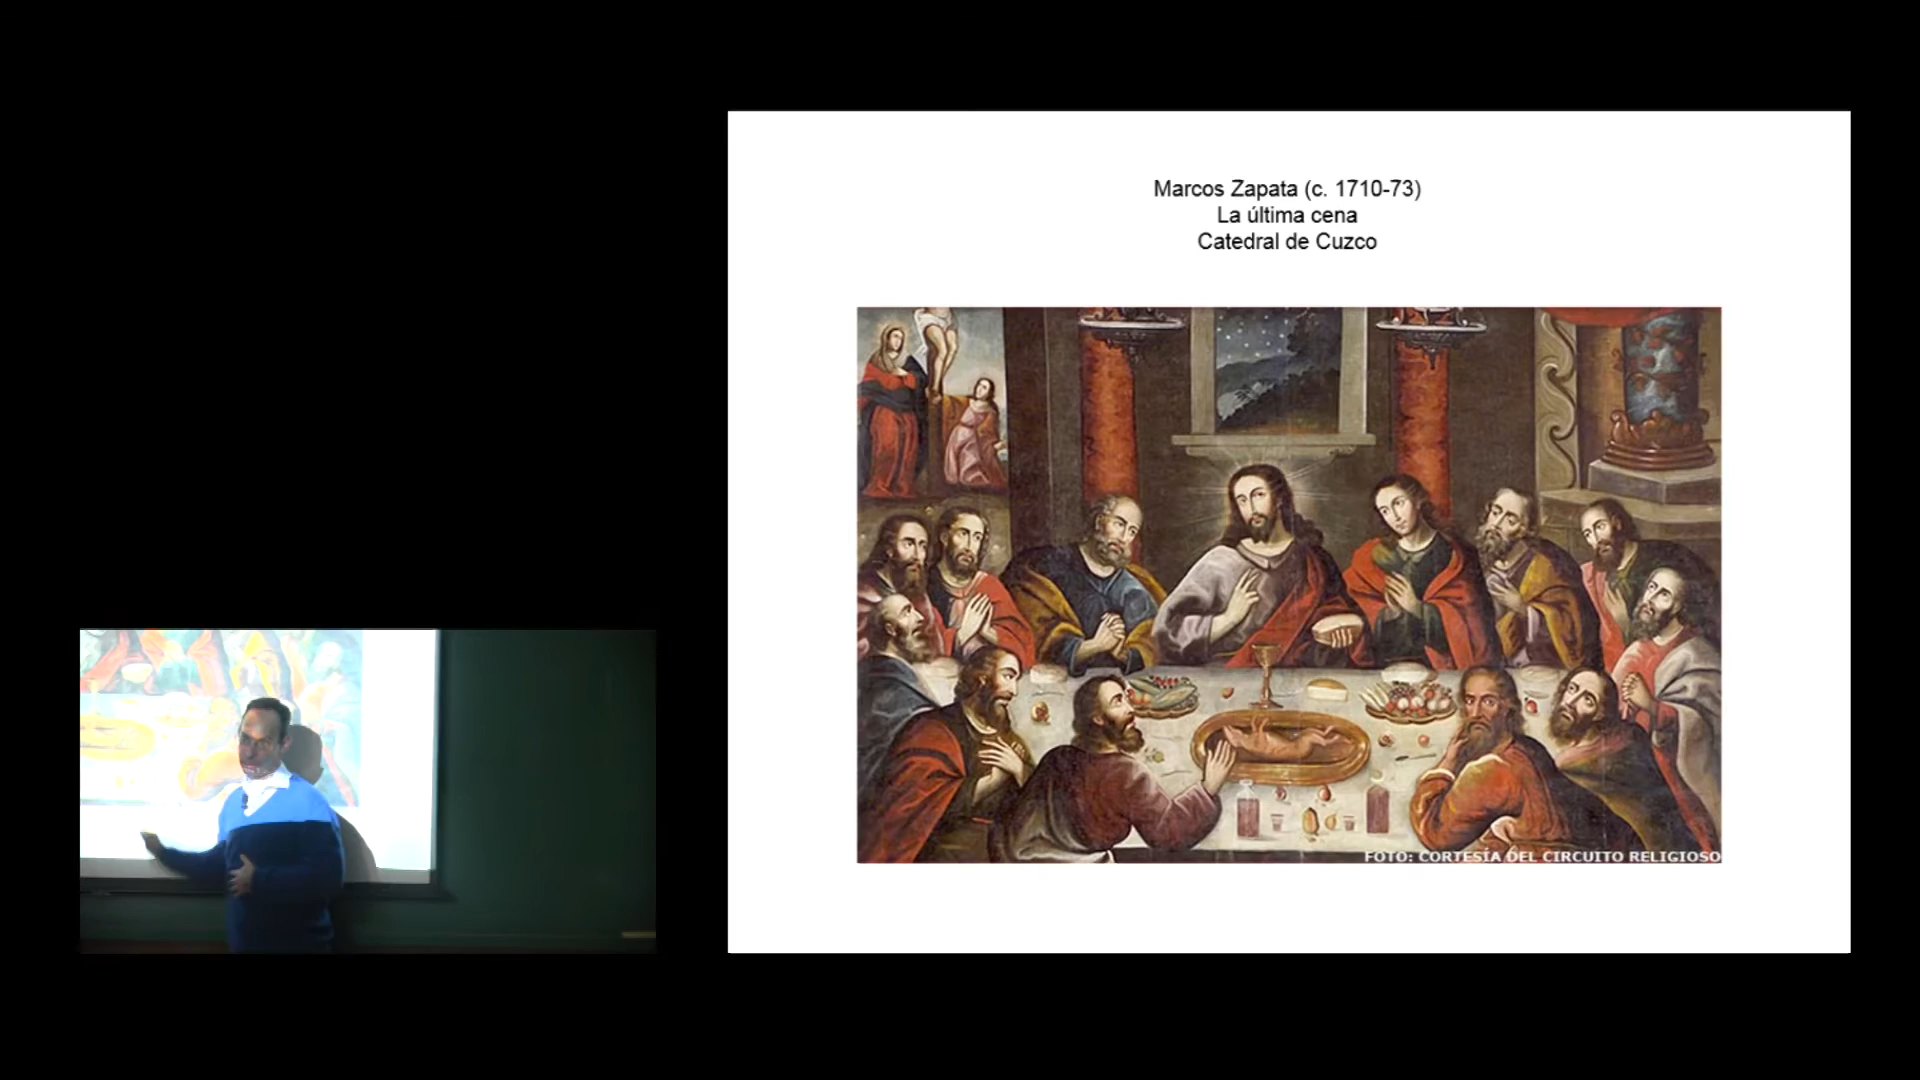 Marcos Zapata (c. 1710-73)
La última cena
Catedral de Cuzco
FOTO: CORTESÍA DEL CIRCUITO RELIGIOSO